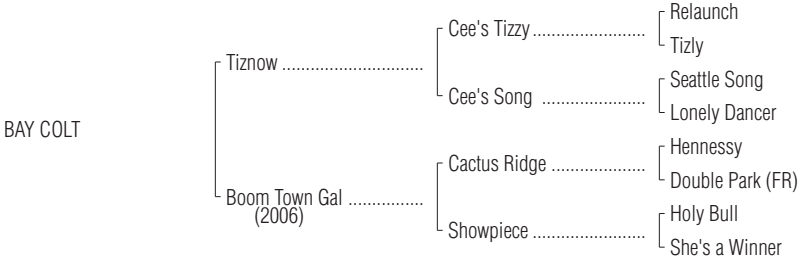 Relaunch
Cee's Tizzy
Tizly
Tiznow
Seattle Song
Cee's Song
Lonely Dancer
BAY COLT
Hennessy
Cactus Ridge
Double Park (FR)
Boom Town Gal
(2006)
Holy Bull
Showpiece
She's a Winner